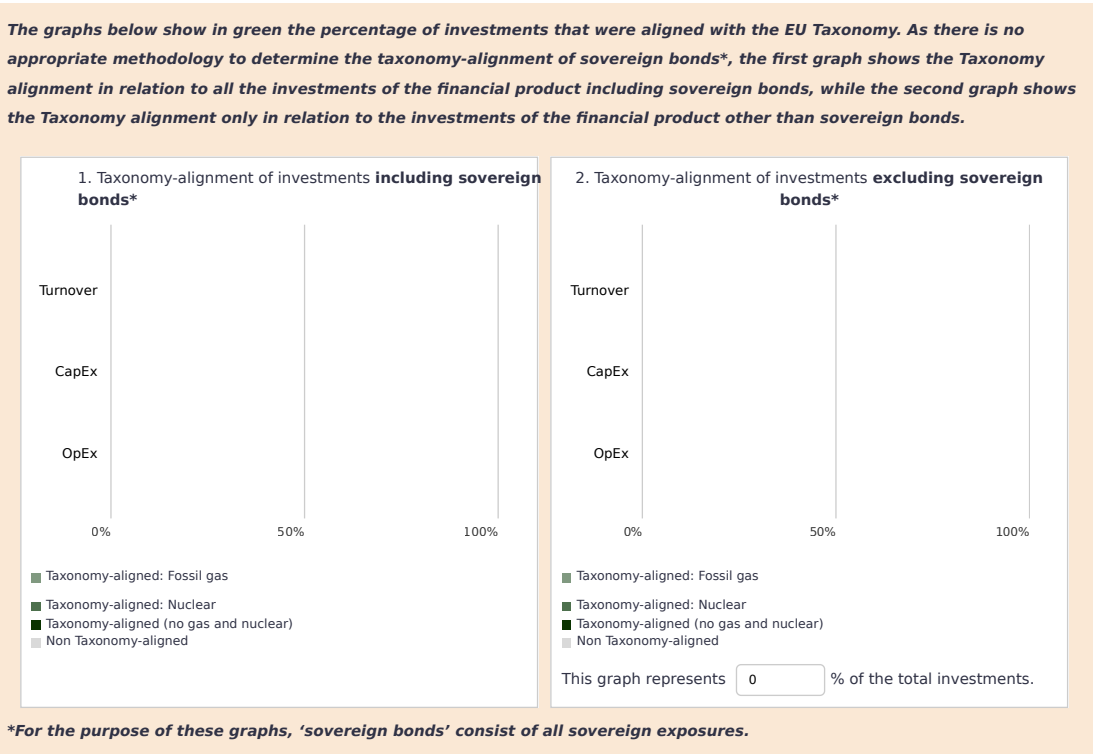 The graphs below show in green the percentage of investments that were aligned with the EU Taxonomy. As there is no
appropriate methodology to determine the taxonomy-alignment of sovereign bonds*, the first graph shows the Taxonomy
alignment in relation to all the investments of the financial product including sovereign bonds, while the second graph shows
the Taxonomy alignment only in relation to the investments of the financial product other than sovereign bonds.
1. Taxonomy-alignment of investments including sovereign
bonds*
Turnover
CapEx
OpEx
0% 50% 100%
Taxonomy-aligned: Fossil gas
Taxonomy-aligned: Nuclear
Taxonomy-aligned (no gas and nuclear)
Non Taxonomy-aligned
2. Taxonomy-alignment of investments excluding sovereign
bonds*
Turnover
CapEx
OpEx
0% 50% 100%
Taxonomy-aligned: Fossil gas
Taxonomy-aligned: Nuclear
Taxonomy-aligned (no gas and nuclear)
Non Taxonomy-aligned
This graph represents 0 % of the total investments.
*For the purpose of these graphs, ‘sovereign bonds’ consist of all sovereign exposures.